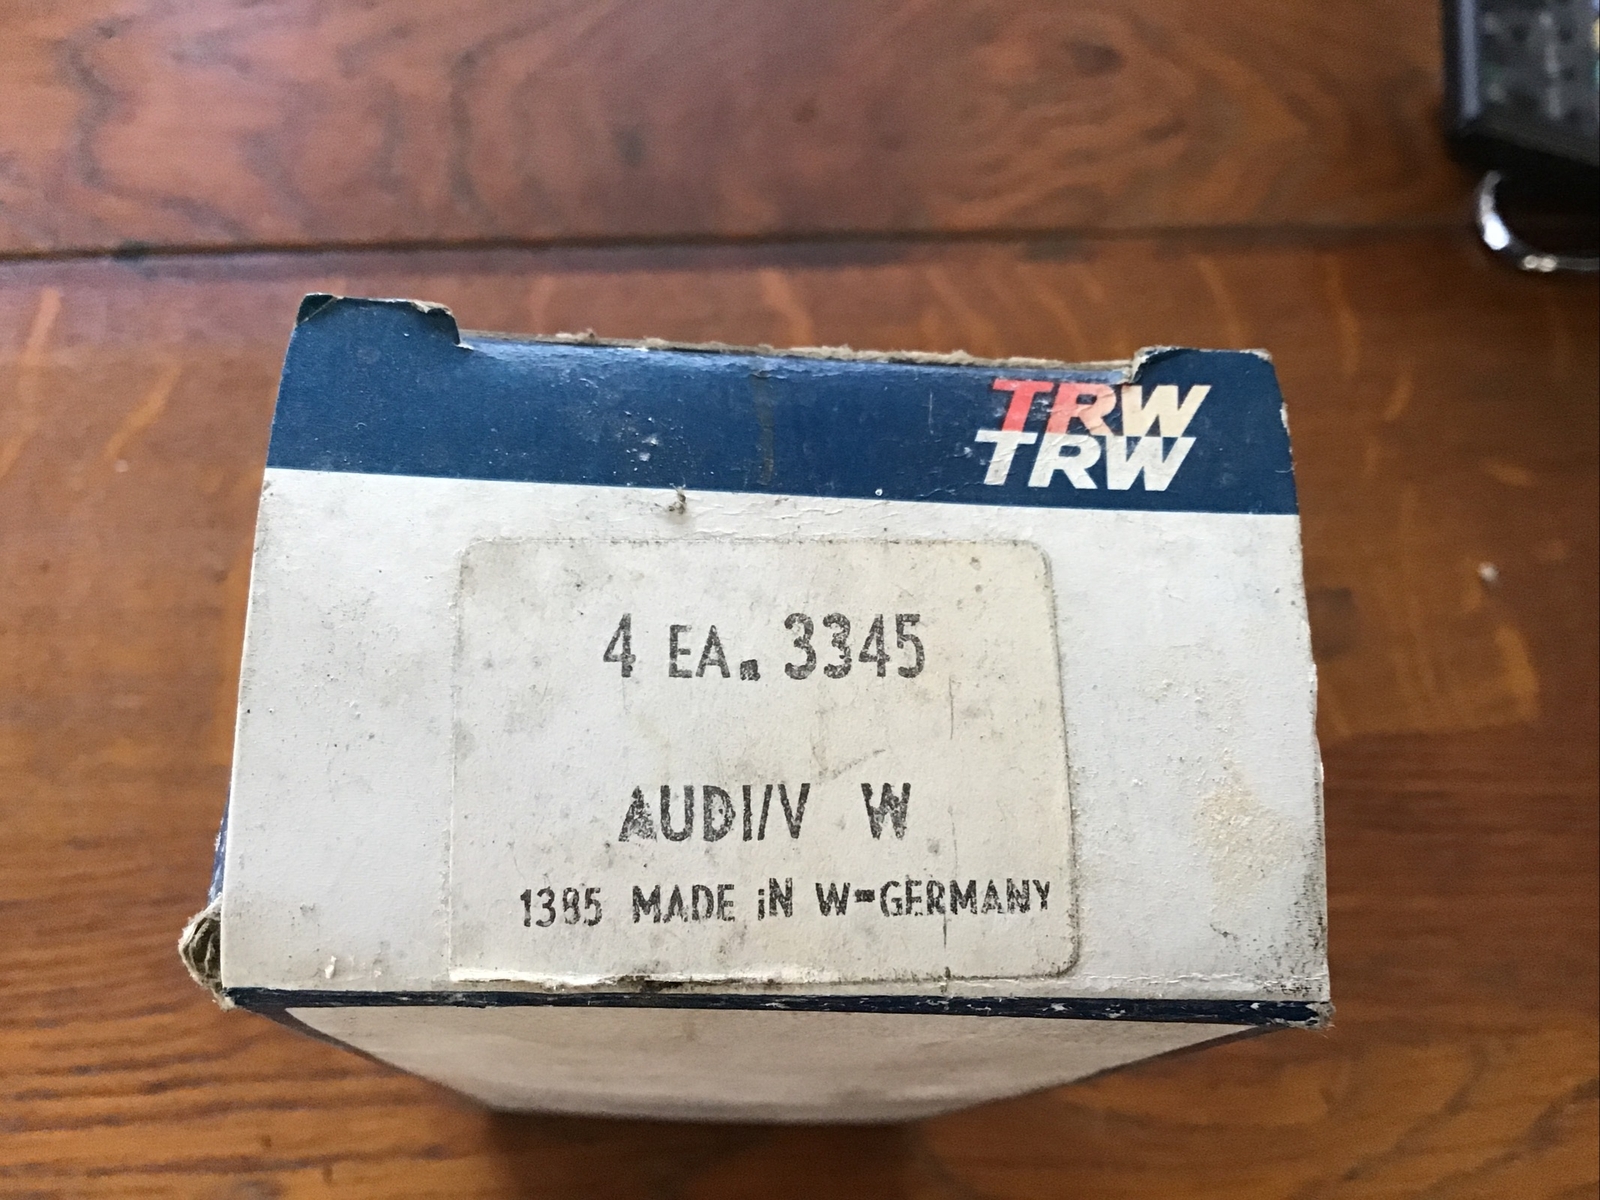 TRW
TRW
4 EA. 3345
AUDI/V W
1385 MADE iN W-GERMANY